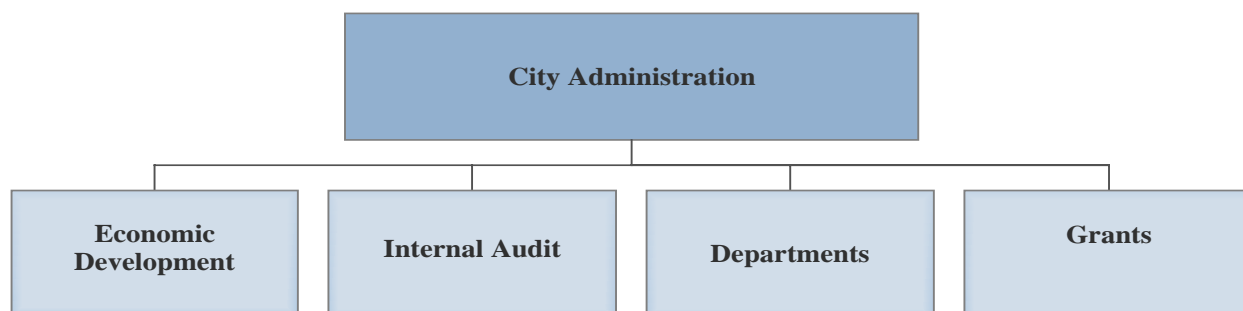 City Administration
Economic
Development
Internal Audit
Departments
Grants